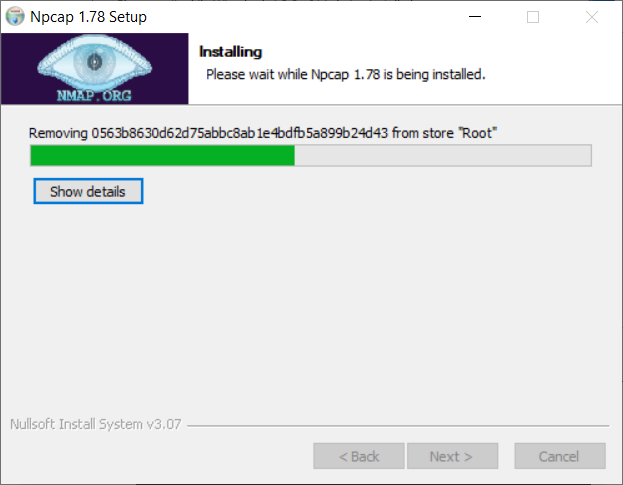 Npcap 1.78 Setup
NMAP.ORG
Installing
Please wait while Npcap 1.78 is being installed.
Removing 0563b8630d62d75abbc8ab1e4bdfb5a899b24d43 from store "Root"
Show details
Nullsoft Install System v3.07
< Back
Next >
Cancel